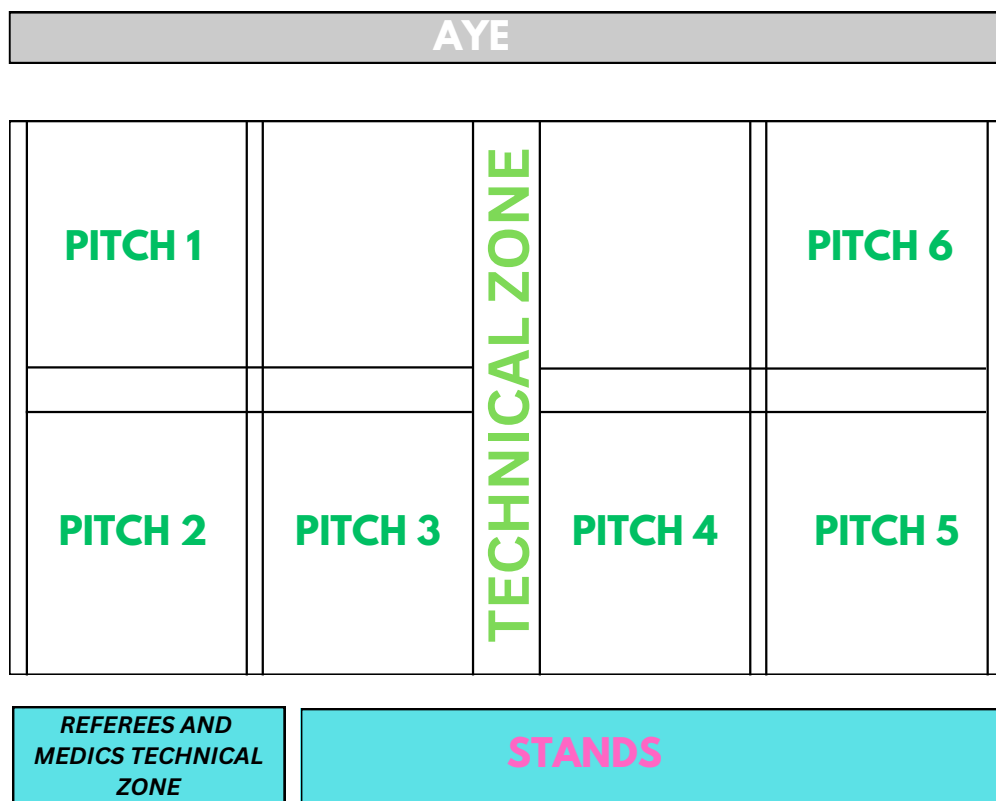 AYE
PITCH 1
TECHNICAL ZONE
PITCH 6
PITCH 2
PITCH 3
PITCH 4
PITCH 5
REFEREES AND
MEDICS TECHNICAL
ZONE
STANDS